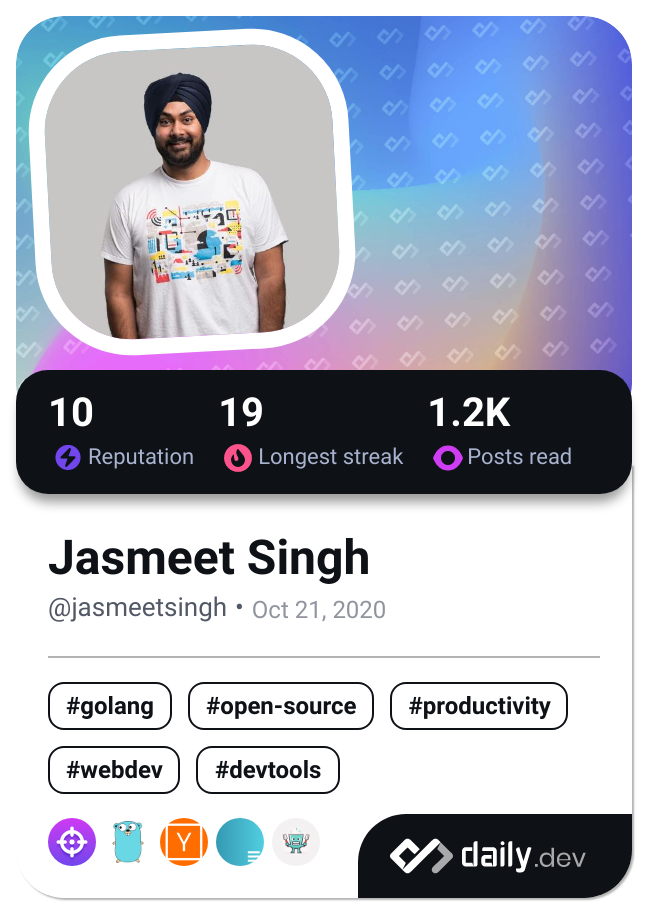 10 19 1.2K
Reputation Longest streak Posts read
Jasmeet Singh
@jasmeetsingh • Oct 21, 2020
#golang #open-source #productivity
#webdev #devtools
Y
daily.dev